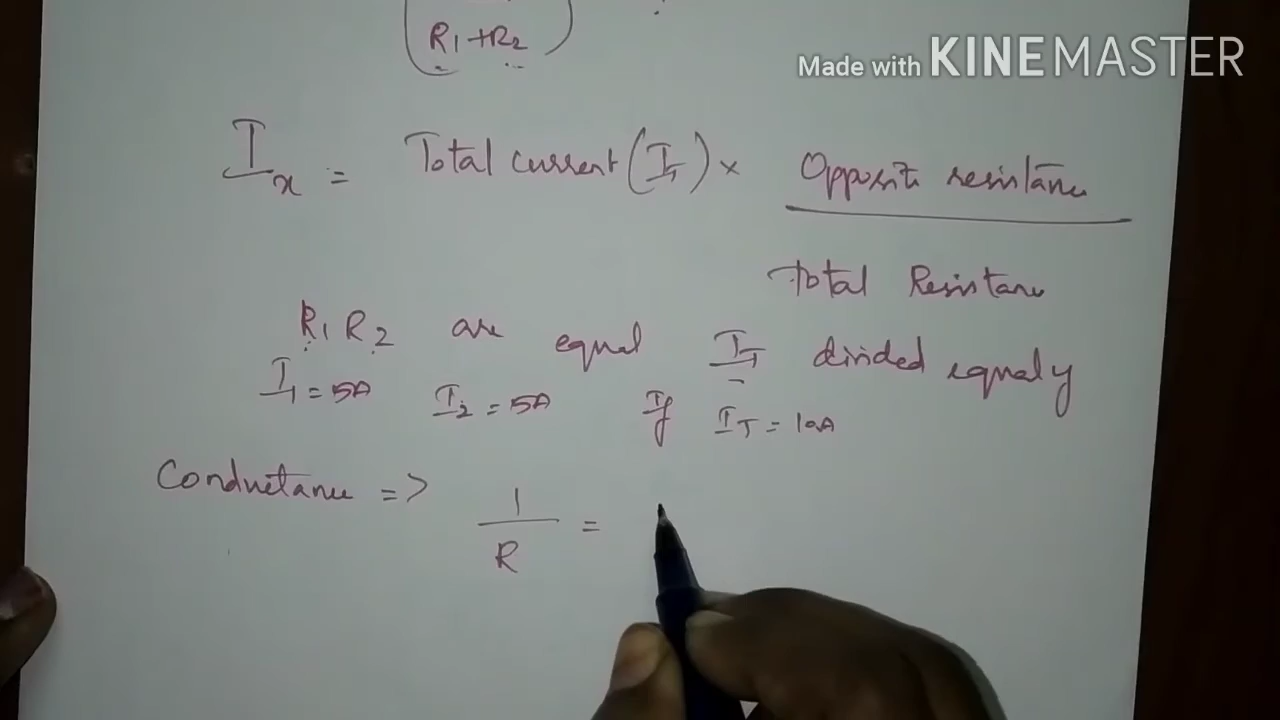 R1 + R2
Made with KINEMASTER
Ix = Total current (IT) × Opposite resistance
Total Resistance
R1 R2 are equal IT divided equaly
I1 = 5A I2 = 5A If IT = 10A
Conductance => 1
R =